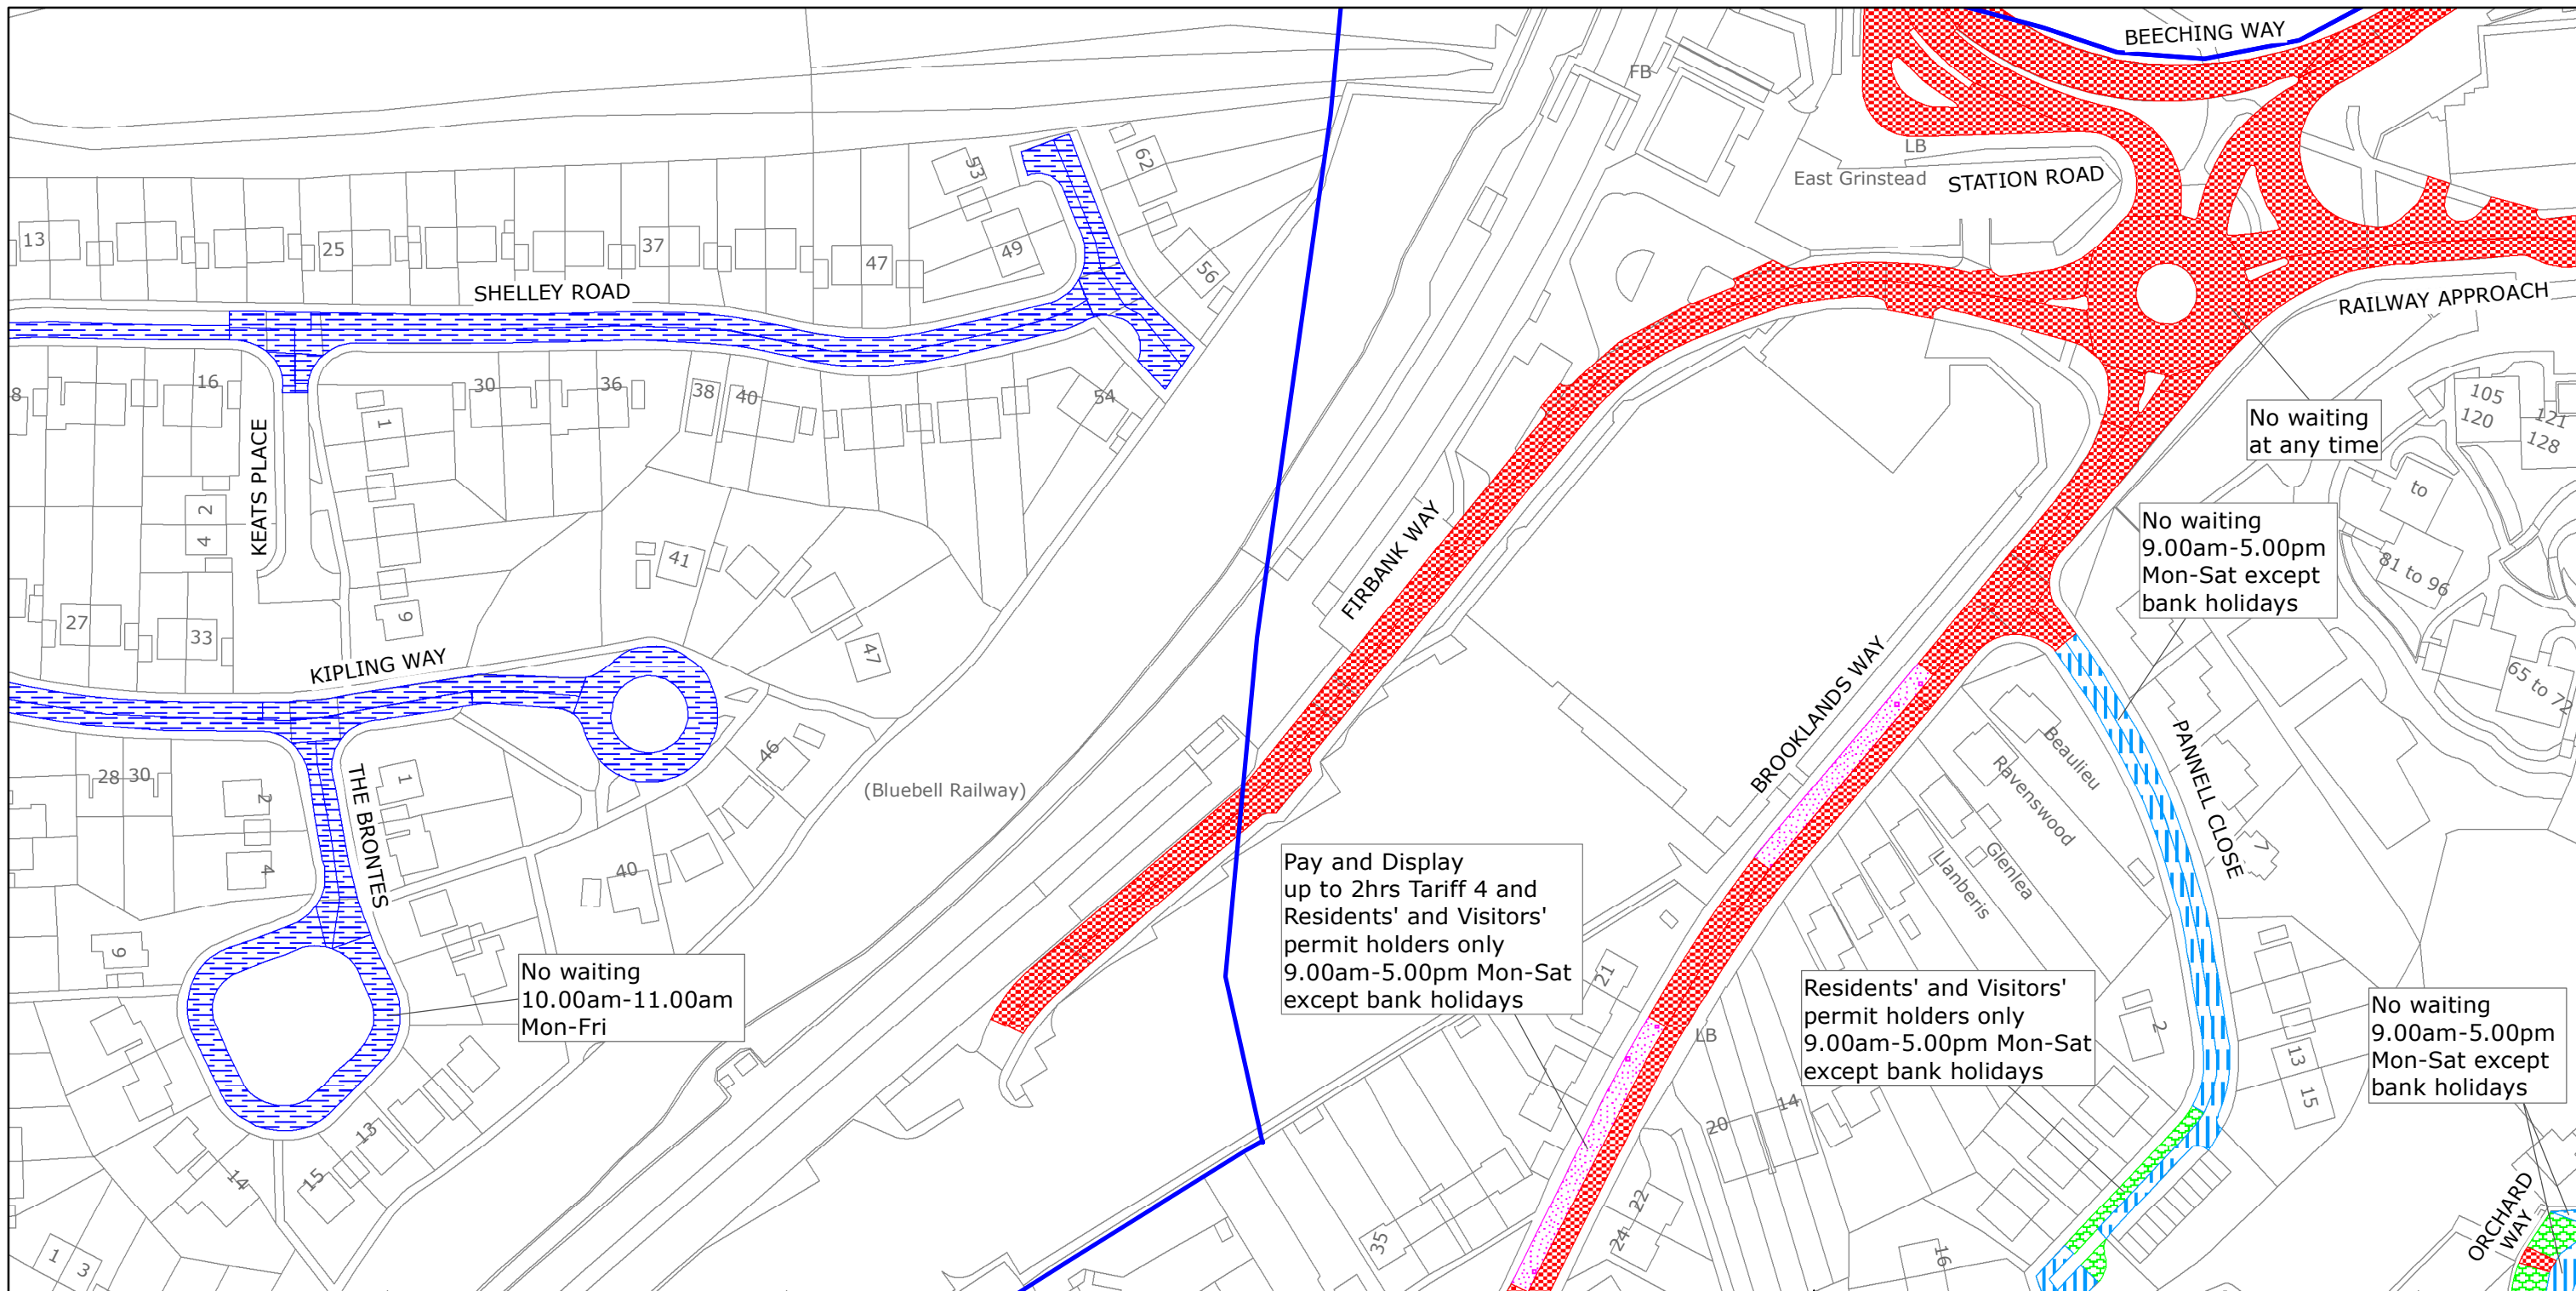 BEECHING WAY
FB
LB
East Grinstead
STATION ROAD
53
62
13
25
37
47
49
56
SHELLEY ROAD
RAILWAY APPROACH
8
16
30
36
38
40
54
1
KEATS PLACE
2
4
9
41
47
27
33
KIPLING WAY
FIRBANK WAY
105
120
121
128
to
81 to 96
65 to 72
No waiting
at any time
No waiting
9.00am-5.00pm
Mon-Sat except
bank holidays
BROOKLANDS WAY
PANNELL CLOSE
Beaulieu
Ravenswood
Glenlea
Llanberis
7
28
30
2
4
1
THE BRONTES
46
40
(Bluebell Railway)
Pay and Display
up to 2hrs Tariff 4 and
Residents' and Visitors'
permit holders only
9.00am-5.00pm Mon-Sat
except bank holidays
No waiting
10.00am-11.00am
Mon-Fri
21
LB
Residents' and Visitors'
permit holders only
9.00am-5.00pm Mon-Sat
except bank holidays
2
13
15
No waiting
9.00am-5.00pm
Mon-Sat except
bank holidays
20
14
13
15
14
1
3
35
22
24
16
ORCHARD
WAY